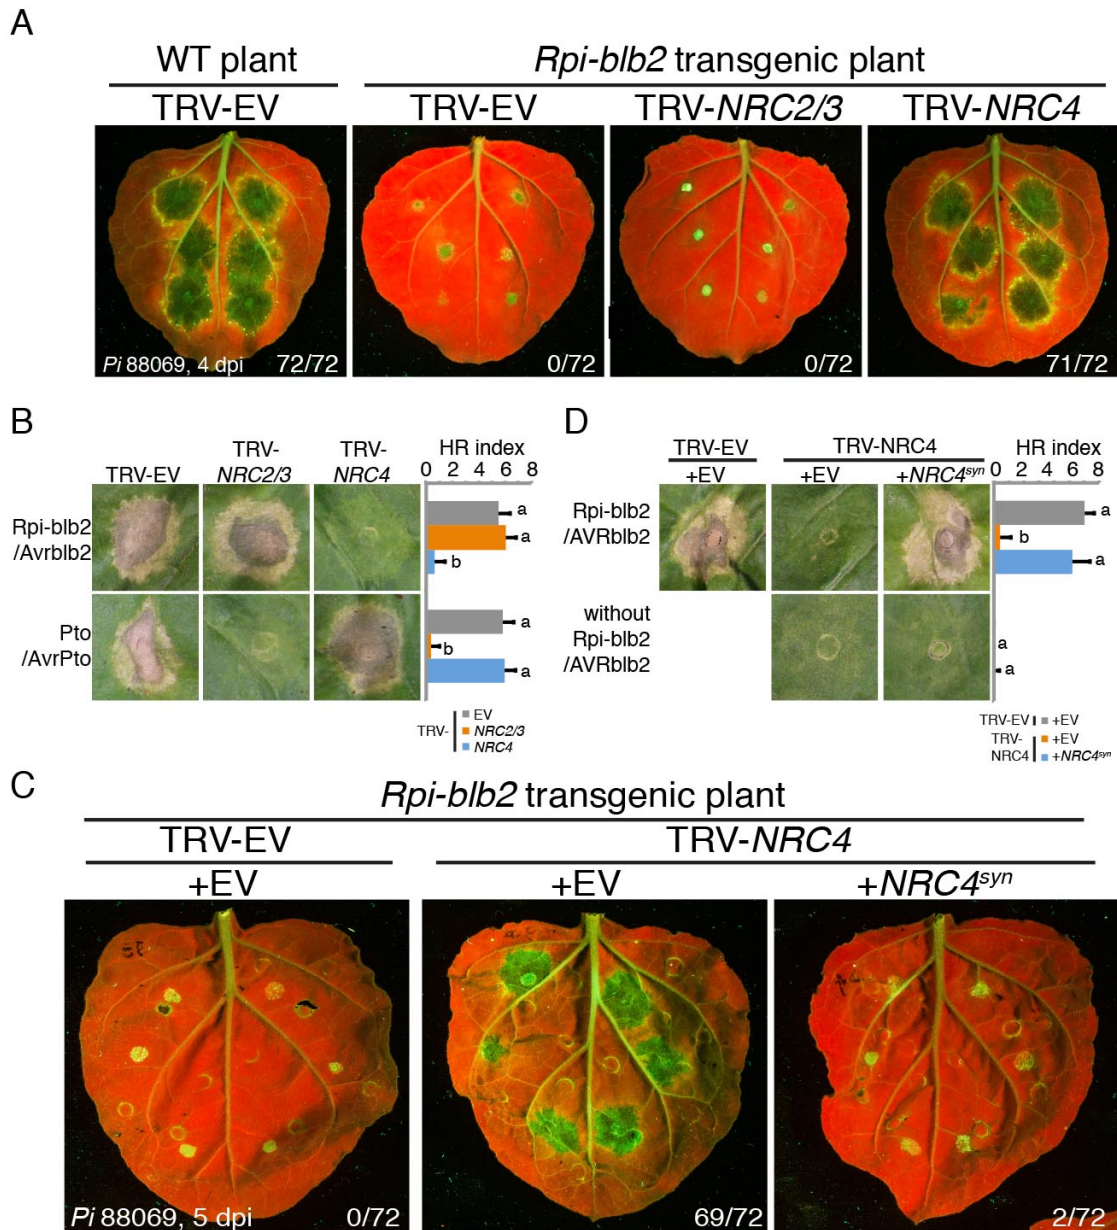 A
WT plant
Rpi-blb2 transgenic plant
TRV-EV
TRV-EV
TRV-NRC2/3
TRV-NRC4
Pi 88069, 4 dpi
72/72
0/72
0/72
71/72
B
TRV-EV
TRV-
NRC2/3
TRV-
NRC4
HR index
0 2 4 6 8
Rpi-blb2
/Avrblb2
a
a
b
Pto
/AvrPto
a
b
a
TRV-
EV
NRC2/3
NRC4
D
TRV-EV
TRV-NRC4
HR index
+EV
+EV
+NRC4syn
0 2 4 6 8
Rpi-blb2
/AVRblb2
a
b
a
without
Rpi-blb2
/AVRblb2
a
a
TRV-EV
+EV
TRV-
NRC4
+EV
+NRC4syn
C
Rpi-blb2 transgenic plant
TRV-EV
TRV-NRC4
+EV
+EV
+NRC4syn
Pi 88069, 5 dpi
0/72
69/72
2/72